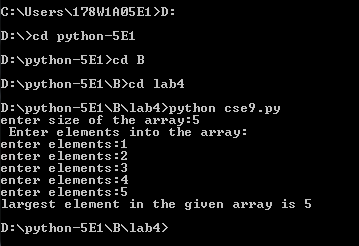 C:\Users\178W1A05E1>D:
D:\>cd python-5E1
D:\python-5E1>cd B
D:\python-5E1\B>cd lab4
D:\python-5E1\B\lab4>python cse9.py
enter size of the array:5
 Enter elements into the array:
enter elements:1
enter elements:2
enter elements:3
enter elements:4
enter elements:5
largest element in the given array is 5
D:\python-5E1\B\lab4>